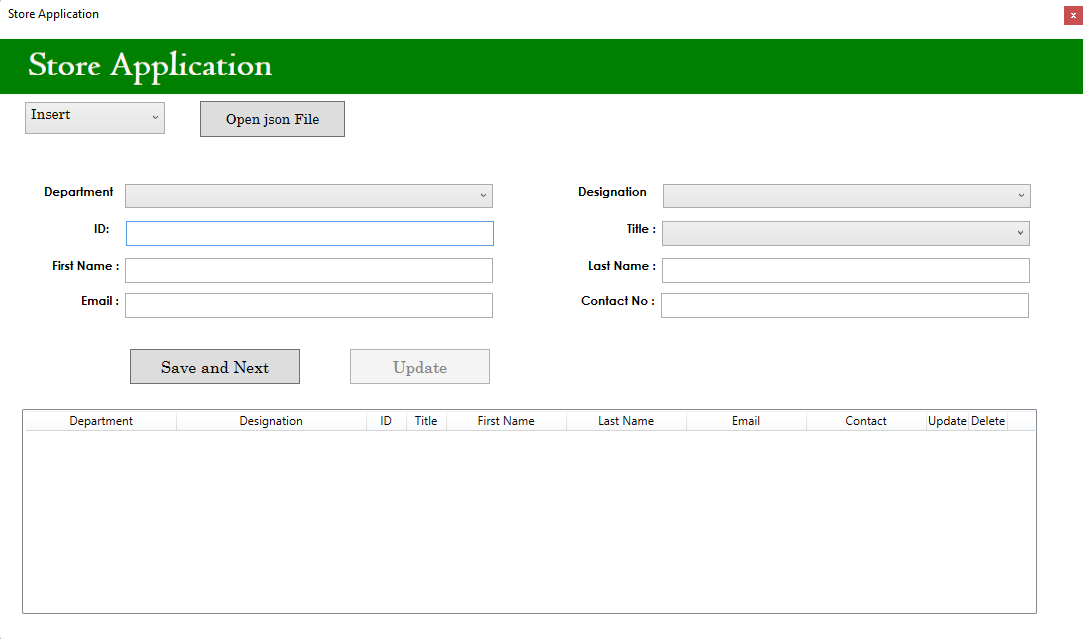 Store Application
x
Store Application
Insert
Open json File
Department
Designation
ID:
Title :
First Name :
Last Name :
Email :
Contact No :
Save and Next
Update
Department Designation ID Title First Name Last Name Email Contact Update Delete